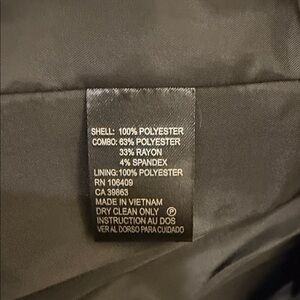 SHELL: 100% POLYESTER
COMBO: 63% POLYESTER
33% RAYON
4% SPANDEX
LINING:100% POLYESTER
RN 106409
CA 39863
MADE IN VIETNAM
DRY CLEAN ONLY Ⓟ
INSTRUCTION AU DOS
VER AL DORSO PARA CUIDADO